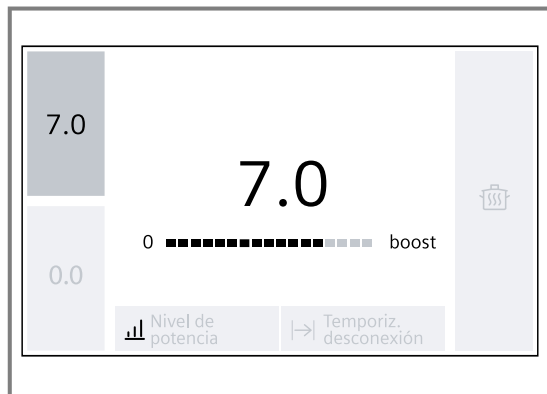 7.0
7.0
0 boost
0.0
Nivel de
potencia
Temporiz.
desconexión